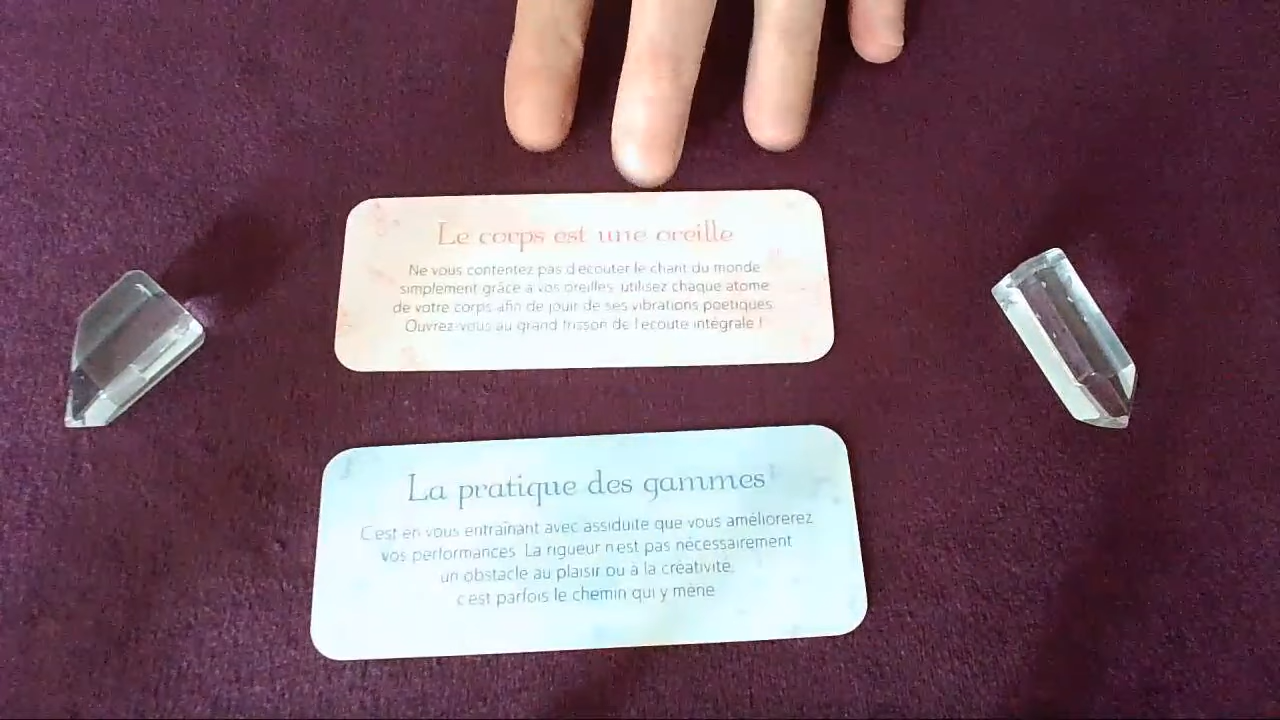 Le corps est une oreille
Ne vous contentez pas d'écouter le chant du monde
simplement grâce à vos oreilles, utilisez chaque atome
de votre corps afin de jouir de ses vibrations poétiques.
Ouvrez-vous au grand frisson de l'écoute intégrale !
La pratique des gammes
C'est en vous entraînant avec assiduité que vous améliorerez
vos performances. La rigueur n'est pas nécessairement
un obstacle au plaisir ou à la créativité,
c'est parfois le chemin qui y mène.